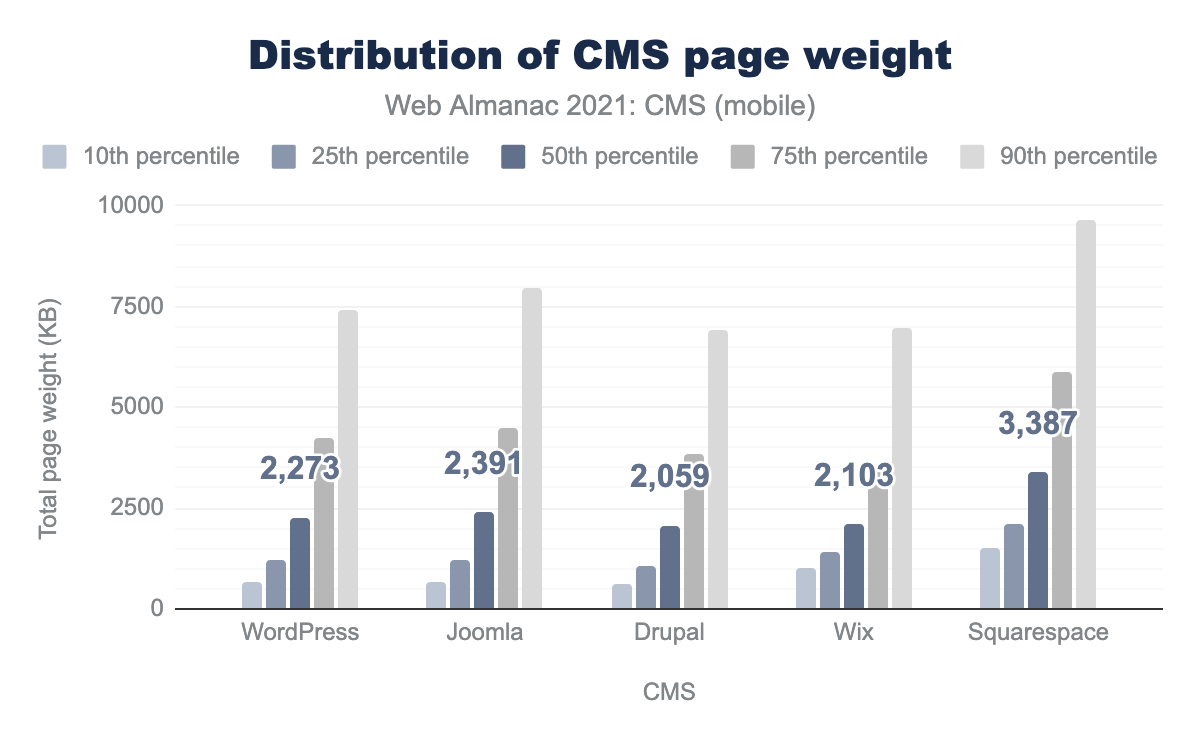 Distribution of CMS page weight
Web Almanac 2021: CMS (mobile)
10th percentile 25th percentile 50th percentile 75th percentile 90th percentile
Total page weight (KB)
10000
7500
5000
2500
0
2,273 2,391 2,059 2,103 3,387
WordPress Joomla Drupal Wix Squarespace
CMS